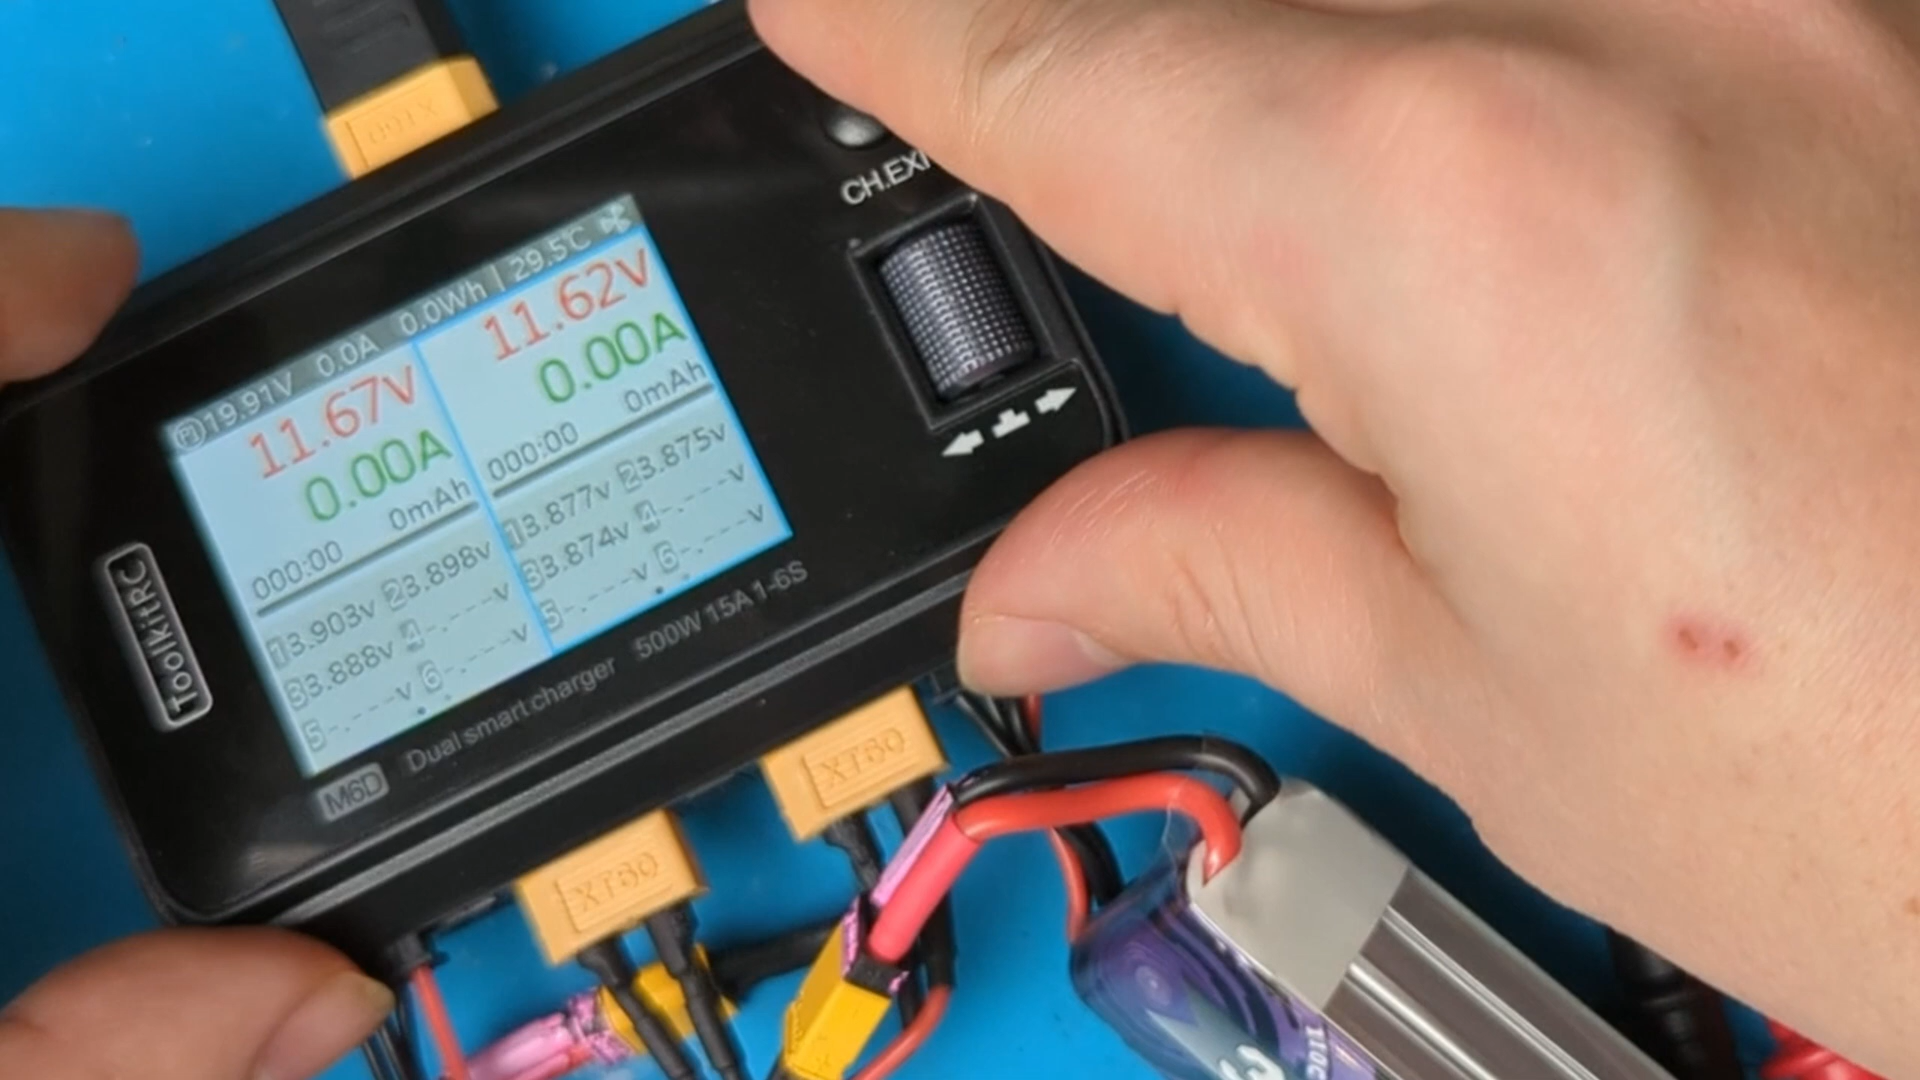 XT60
CH.EXI
19.91V 0.0A 0.0Wh | 29.5C
11.67V
0.00A
0mAh
000:00
1 3.903v 2 3.898v
3 3.888v 4 -.---v
5 -.---v 6 -.---v
11.62V
0.00A
0mAh
000:00
1 3.877v 2 3.875v
3 3.874v 4 -.---v
5 -.---v 6 -.---v
ToolkitRC
M6D Dual smart charger 500W 15A 1-6S
XT60
XT60